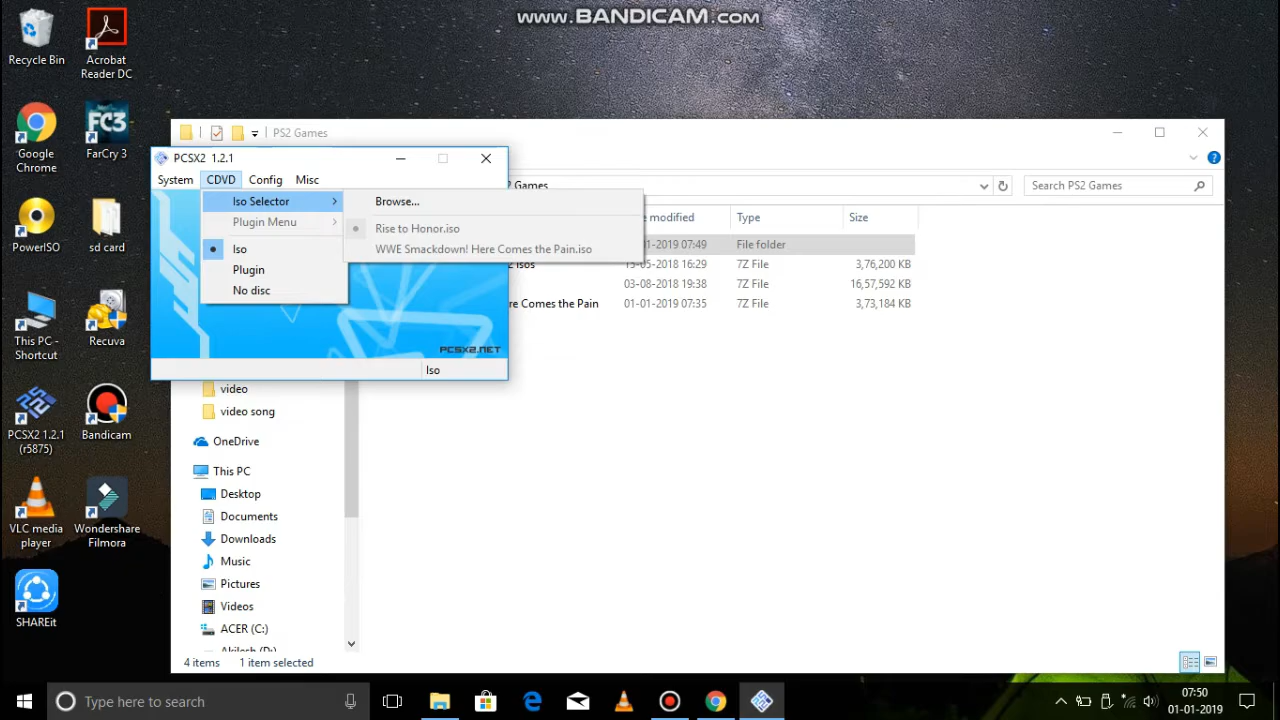 www.BANDICAM.com
Recycle Bin
Acrobat
Reader DC
Google
Chrome
FC3
FarCry 3
PowerISO
sd card
This PC -
Shortcut
Recuva
PCSX2 1.2.1
(r5875)
Bandicam
VLC media
player
Wondershare
Filmora
SHAREit
PS2 Games
PCSX2 1.2.1
System CDVD Config Misc
Iso Selector
Plugin Menu
Iso
Plugin
No disc
Browse...
Rise to Honor.iso
WWE Smackdown! Here Comes the Pain.iso
PCSX2.NET
Iso
Games
Search PS2 Games
modified Type Size
07:49 File folder
16:29 7Z File 3,76,200 KB
03-08-2018 19:38 7Z File 16,57,592 KB
Comes the Pain 01-01-2019 07:35 7Z File 3,73,184 KB
video
video song
OneDrive
This PC
Desktop
Documents
Downloads
Music
Pictures
Videos
ACER (C:)
4 items 1 item selected
Type here to search
07:50
01-01-2019